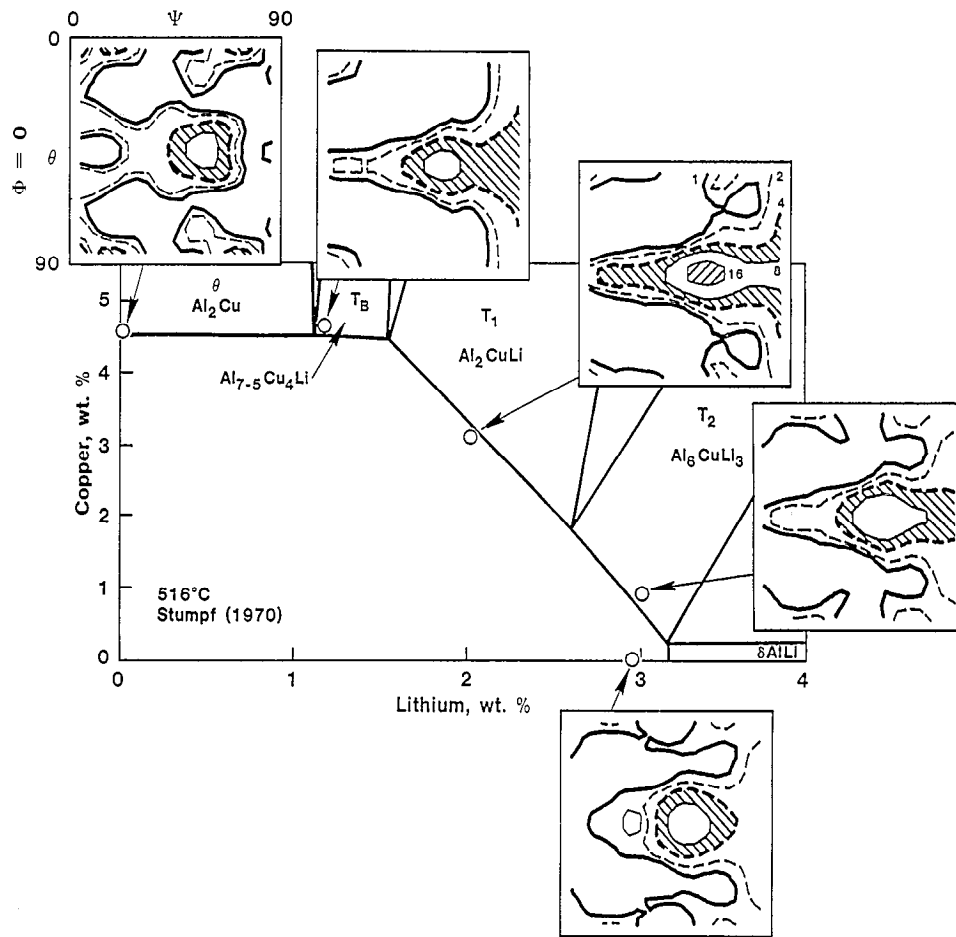 0 Ψ 90
0
Φ = 0
θ
90
1 2
4
8
16
5
4
3
2
1
0
Copper, wt. %
θ
Al2Cu
TB
Al7-5Cu4Li
T1
Al2CuLi
T2
Al6CuLi3
516°C
Stumpf (1970)
δAlLi
0 1 2 3 4
Lithium, wt. %